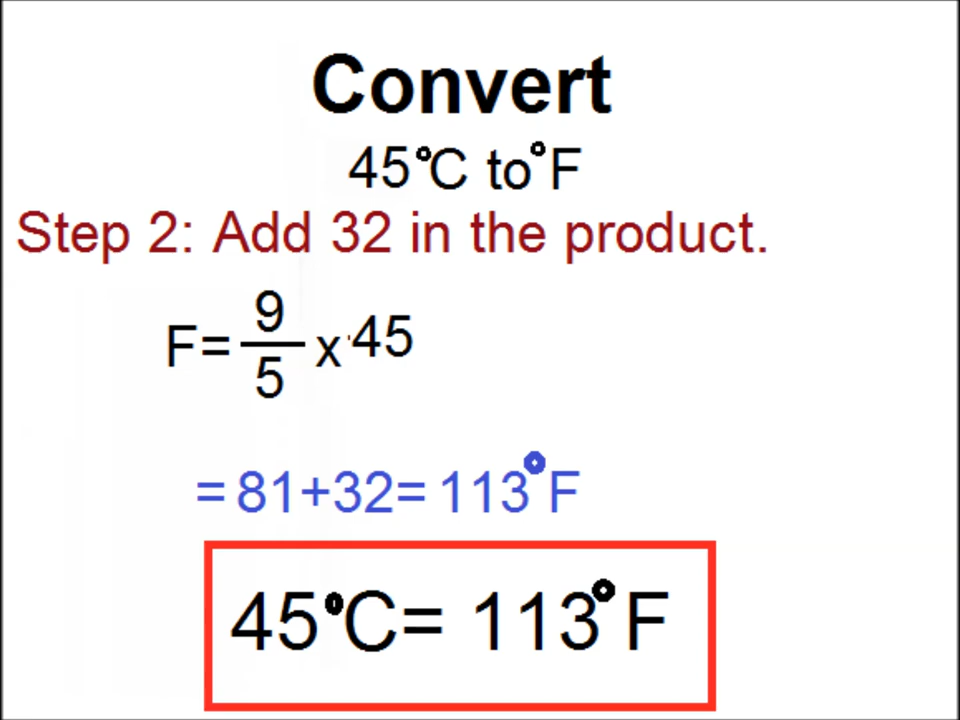 Convert
45°C to °F
Step 2: Add 32 in the product.
F= 9/5 x 45
= 81+32= 113°F
45°C= 113°F